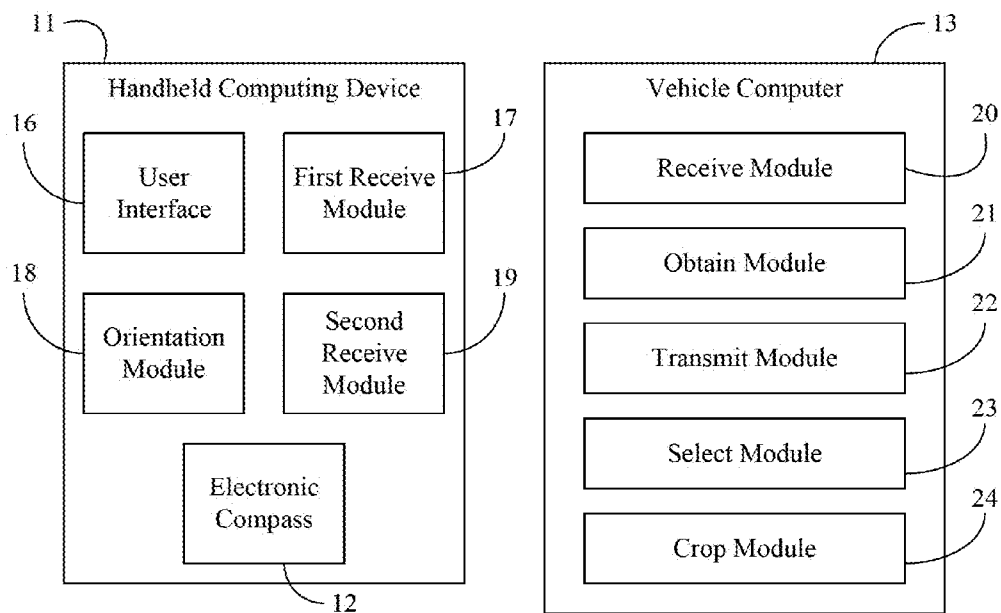 11
13
Handheld Computing Device
Vehicle Computer
16
17
User
Interface
First Receive
Module
18
19
Orientation
Module
Second
Receive
Module
Electronic
Compass
12
20
Receive Module
21
Obtain Module
22
Transmit Module
23
Select Module
24
Crop Module